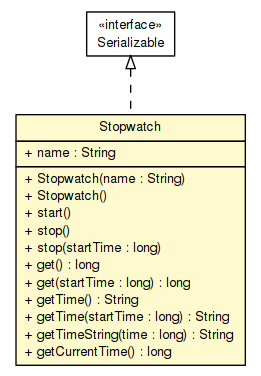 «interface»
Serializable
Stopwatch
+ name : String
+ Stopwatch(name : String)
+ Stopwatch()
+ start()
+ stop()
+ stop(startTime : long)
+ get() : long
+ get(startTime : long) : long
+ getTime() : String
+ getTime(startTime : long) : String
+ getTimeString(time : long) : String
+ getCurrentTime() : long